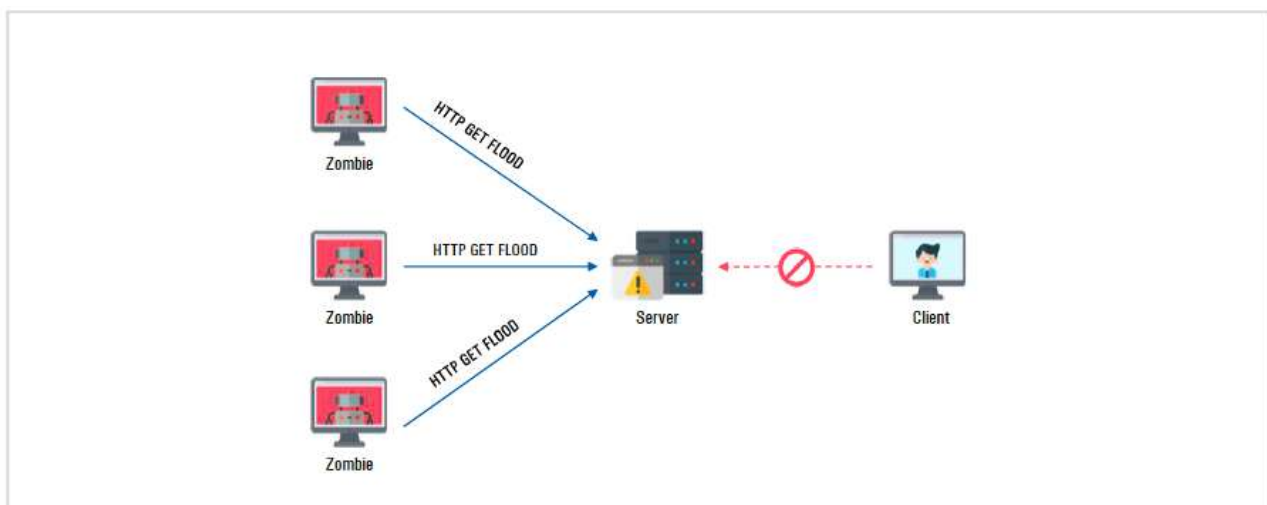 HTTP GET FLOOD
Zombie
HTTP GET FLOOD
Zombie
Server
Client
HTTP GET FLOOD
Zombie